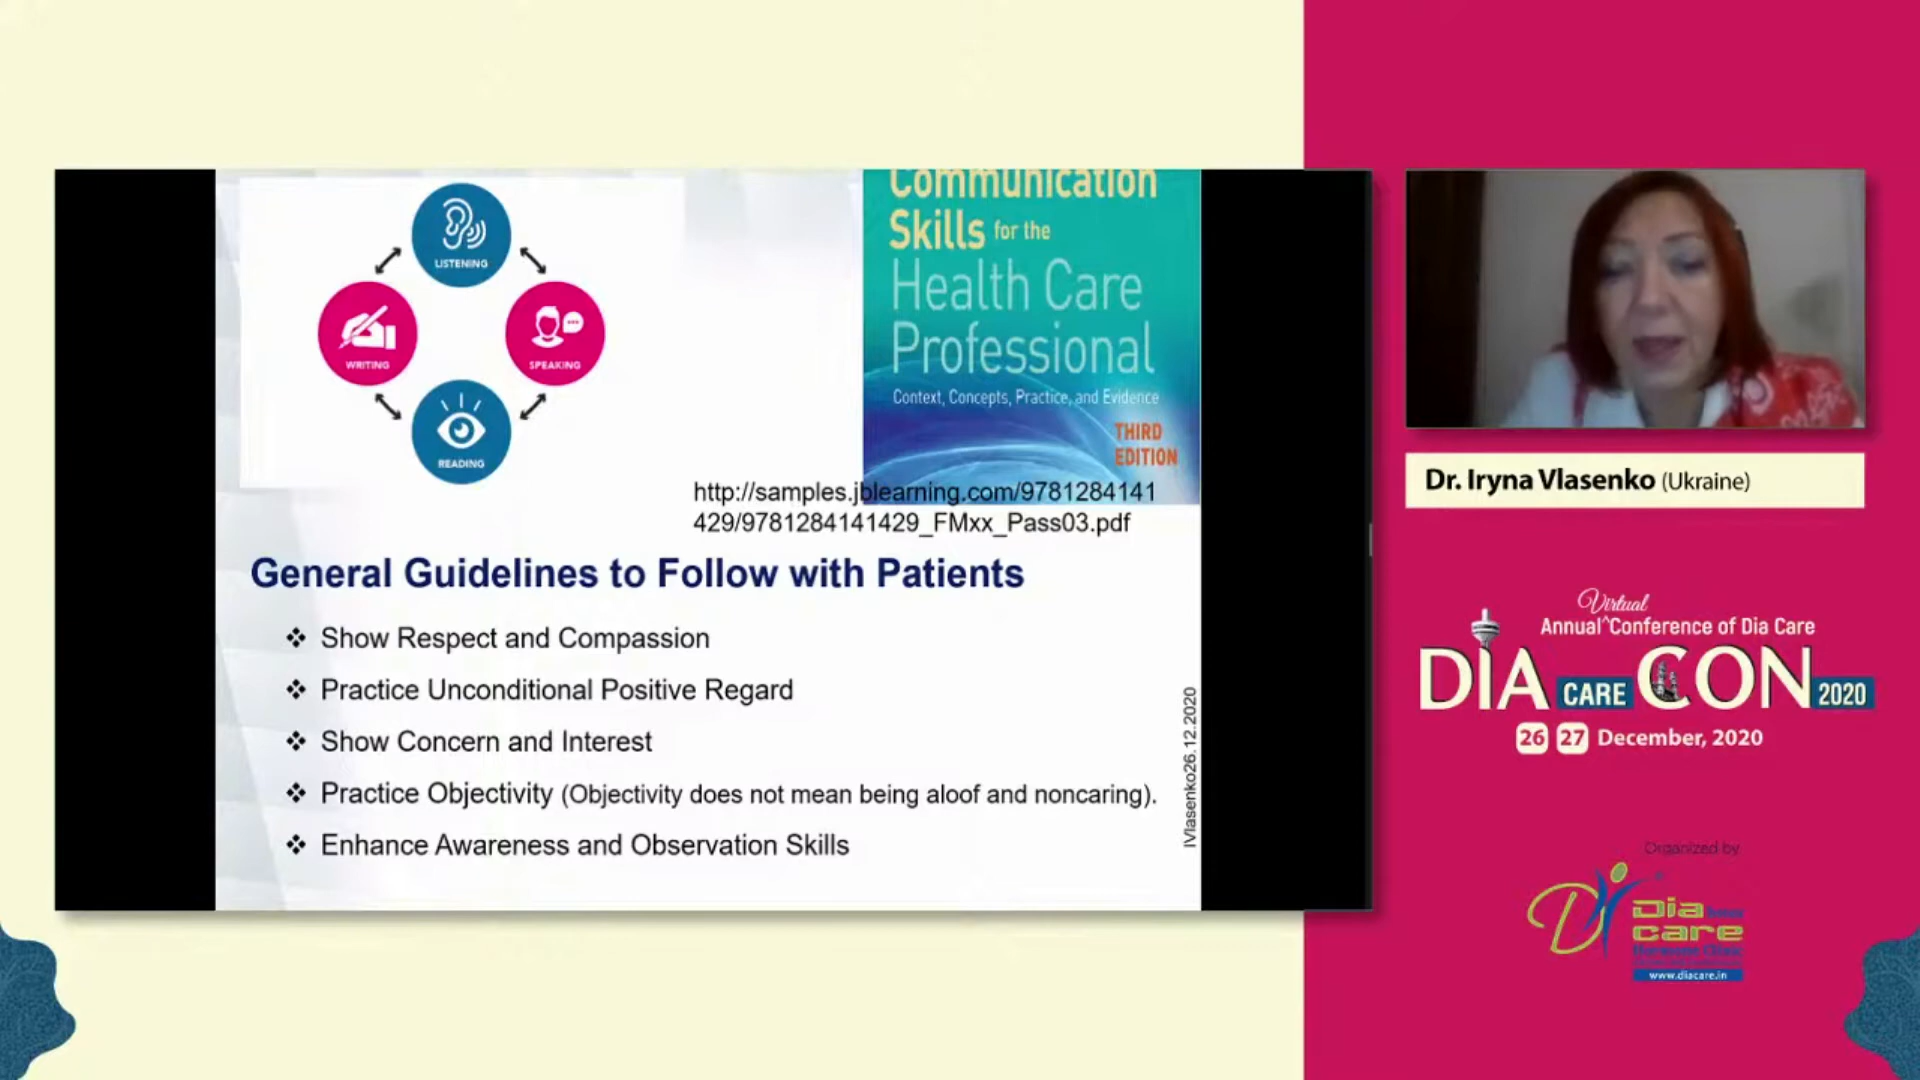 LISTENING
WRITING
SPEAKING
READING
Communication
Skills for the
Health Care
Professional
Context, Concepts, Practice, and Evidence
THIRD
EDITION
http://samples.jblearning.com/9781284141
429/9781284141429_FMxx_Pass03.pdf
General Guidelines to Follow with Patients
❖ Show Respect and Compassion
❖ Practice Unconditional Positive Regard
❖ Show Concern and Interest
❖ Practice Objectivity (Objectivity does not mean being aloof and noncaring).
❖ Enhance Awareness and Observation Skills
IVlasenko26.12.2020
Dr. Iryna Vlasenko (Ukraine)
Virtual
Annual ^Conference of Dia Care
DIA CARE CON 2020
26 27 December, 2020
Organized by
Dia
care
www.diacare.in